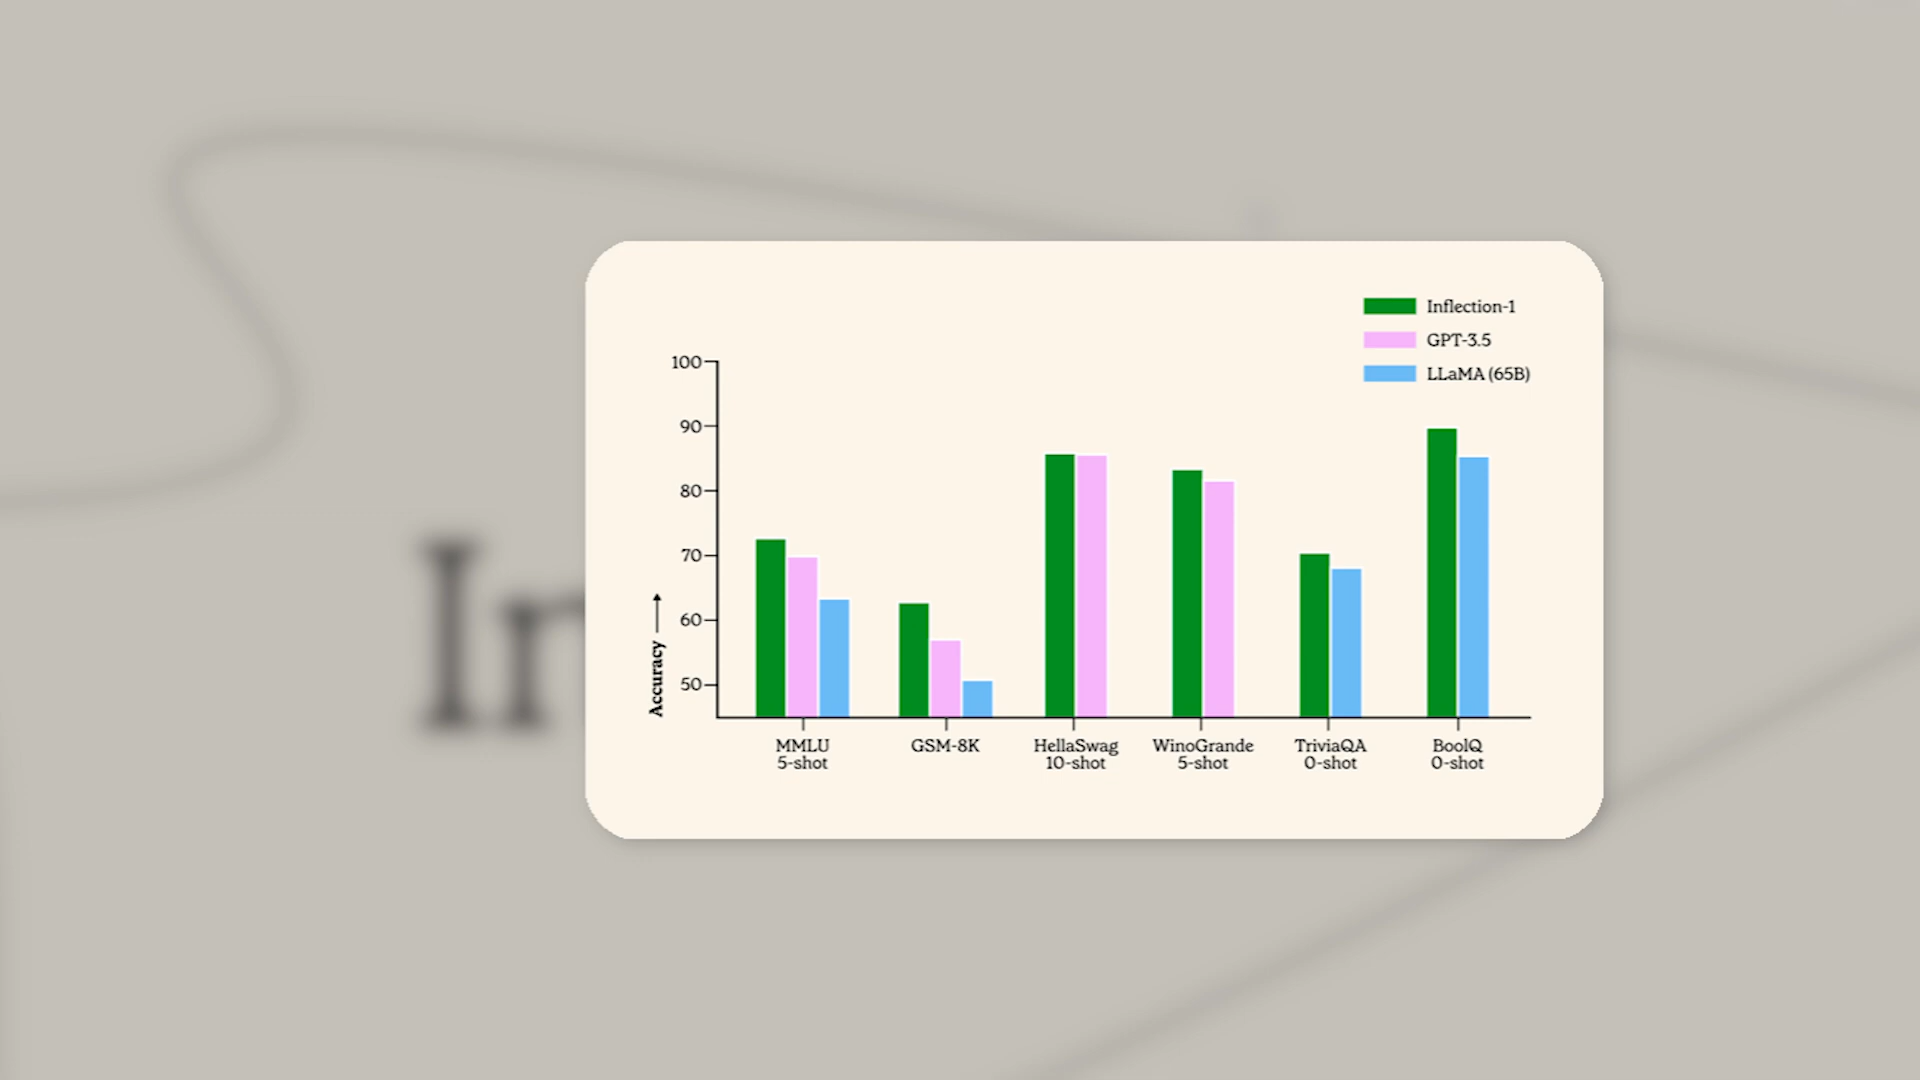 Inflection-1
GPT-3.5
LLaMA (65B)
100
90
80
70
60
50
Accuracy
MMLU
5-shot
GSM-8K
HellaSwag
10-shot
WinoGrande
5-shot
TriviaQA
0-shot
BoolQ
0-shot